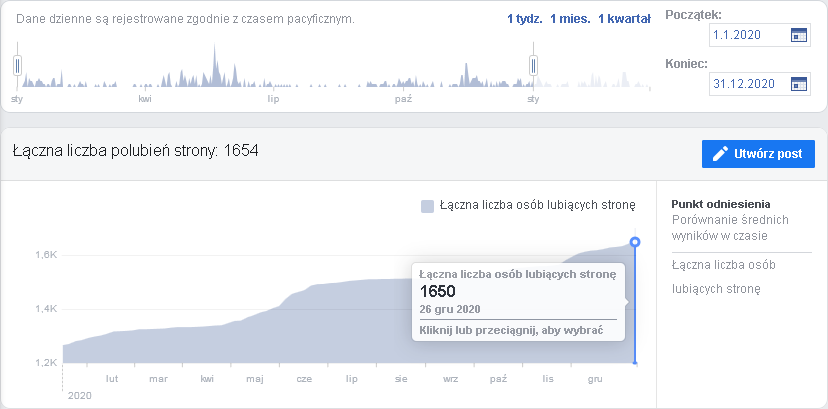 Dane dzienne są rejestrowane zgodnie z czasem pacyficznym.
1 tydz. 1 mies. 1 kwartał
Początek:
1.1.2020
Koniec:
31.12.2020
sty kwi lip paź sty
Łączna liczba polubień strony: 1654
Utwórz post
Łączna liczba osób lubiących stronę
Punkt odniesienia
Porównanie średnich
wyników w czasie
Łączna liczba osób
lubiących stronę
1,6K
1,4K
1,2K
Łączna liczba osób lubiących stronę
1650
26 gru 2020
Kliknij lub przeciągnij, aby wybrać
lut mar kwi maj cze lip sie wrz paź lis gru
2020